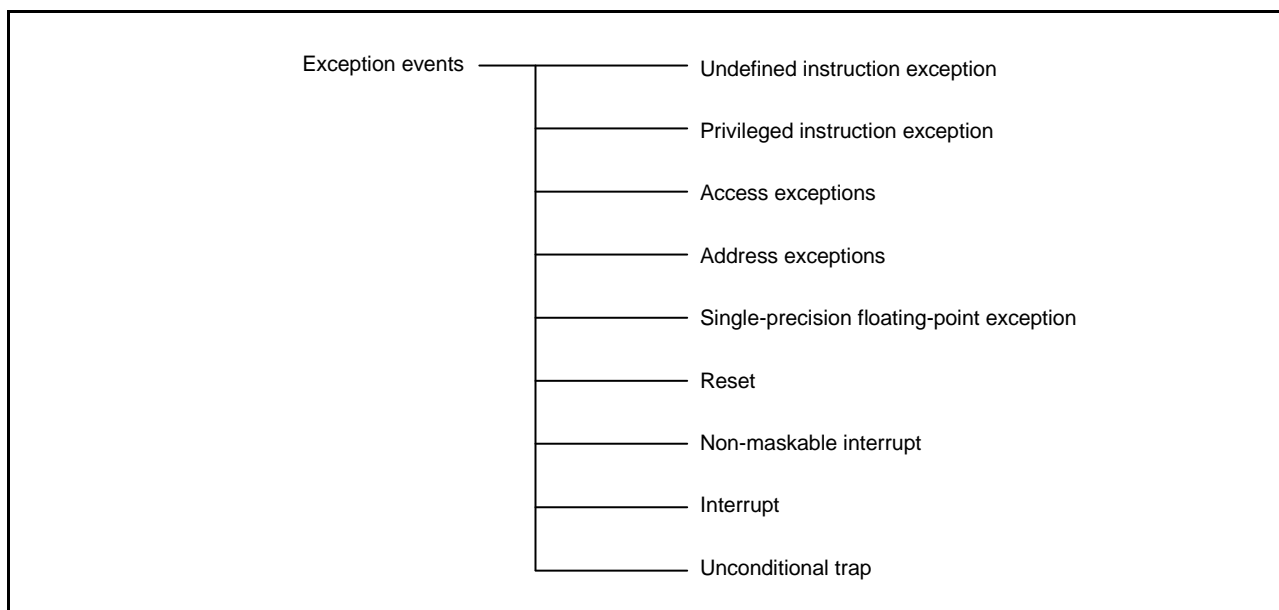 Exception events
Undefined instruction exception
Privileged instruction exception
Access exceptions
Address exceptions
Single-precision floating-point exception
Reset
Non-maskable interrupt
Interrupt
Unconditional trap